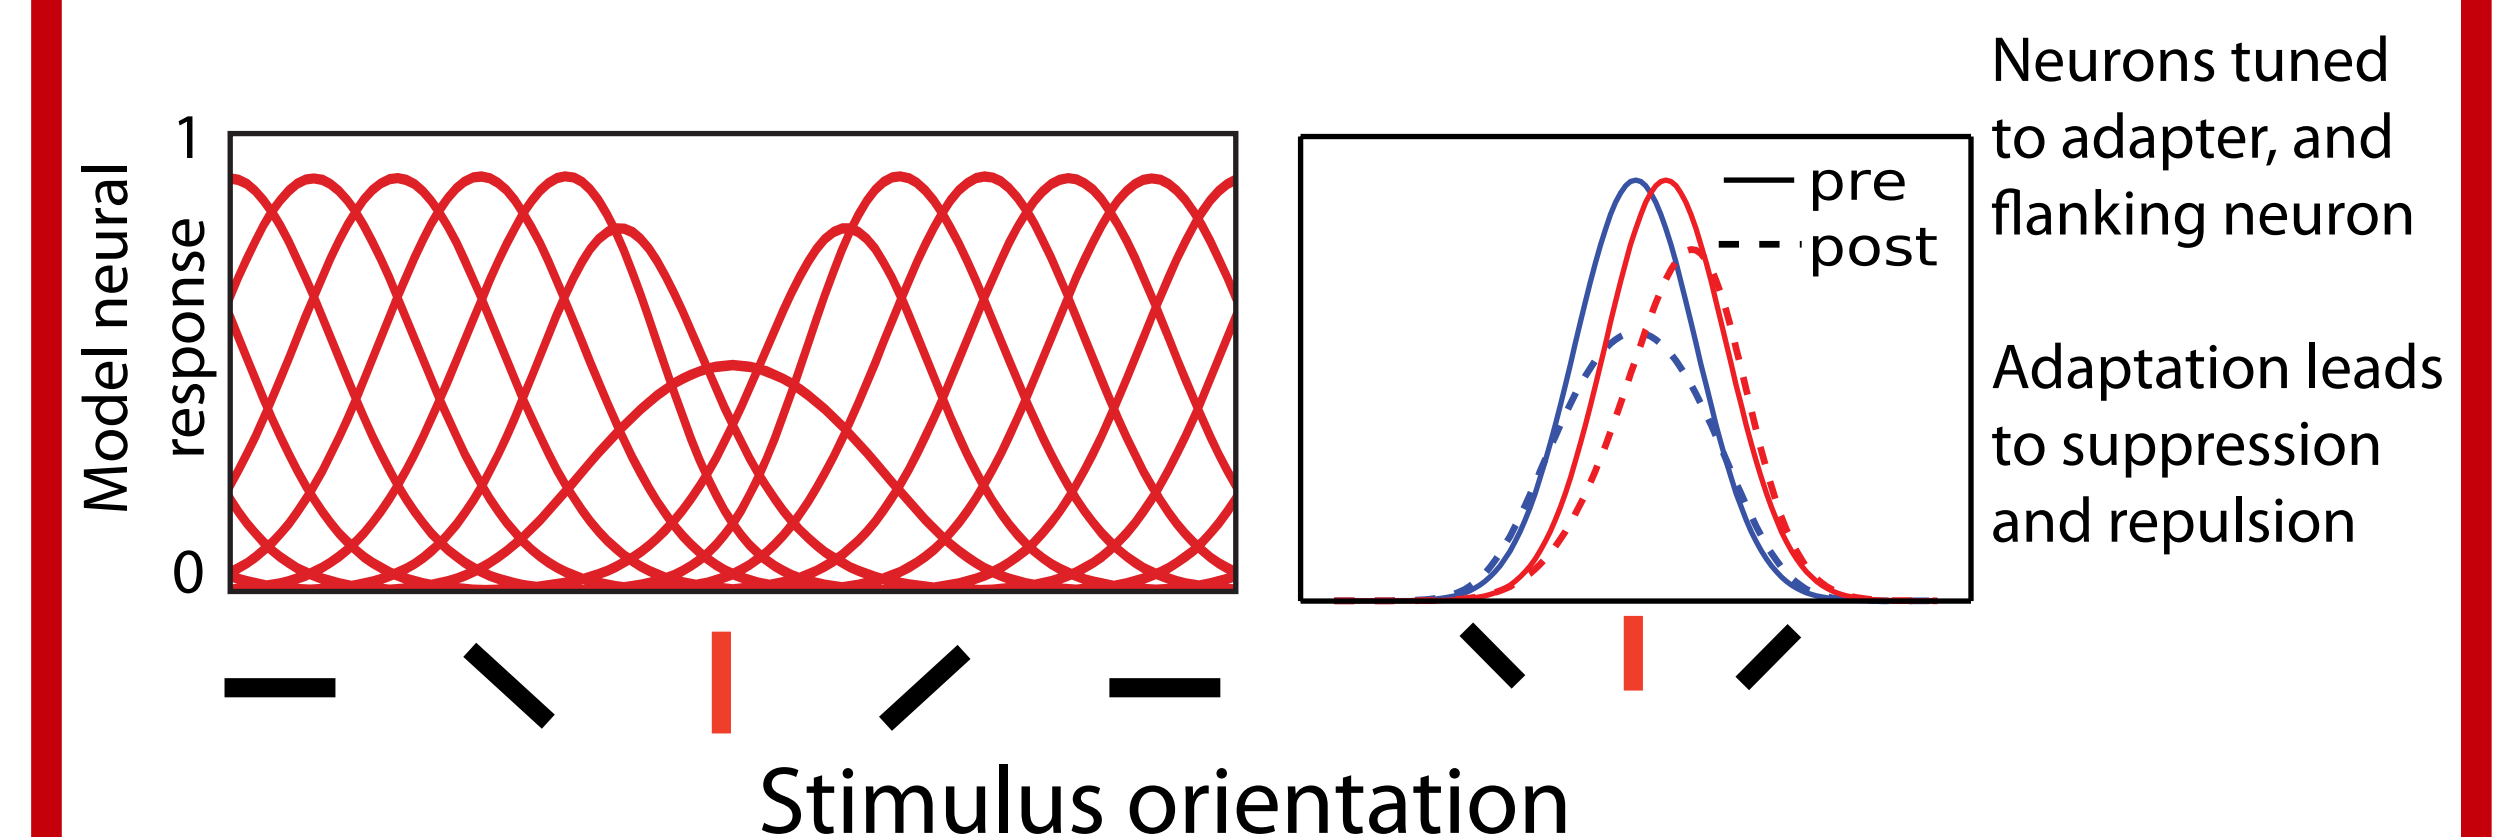 Model neural
response
1
0
pre
post
Neurons tuned
to adapter, and
flanking neuron
Adaptation leads
to suppression
and repulsion
Stimulus orientation